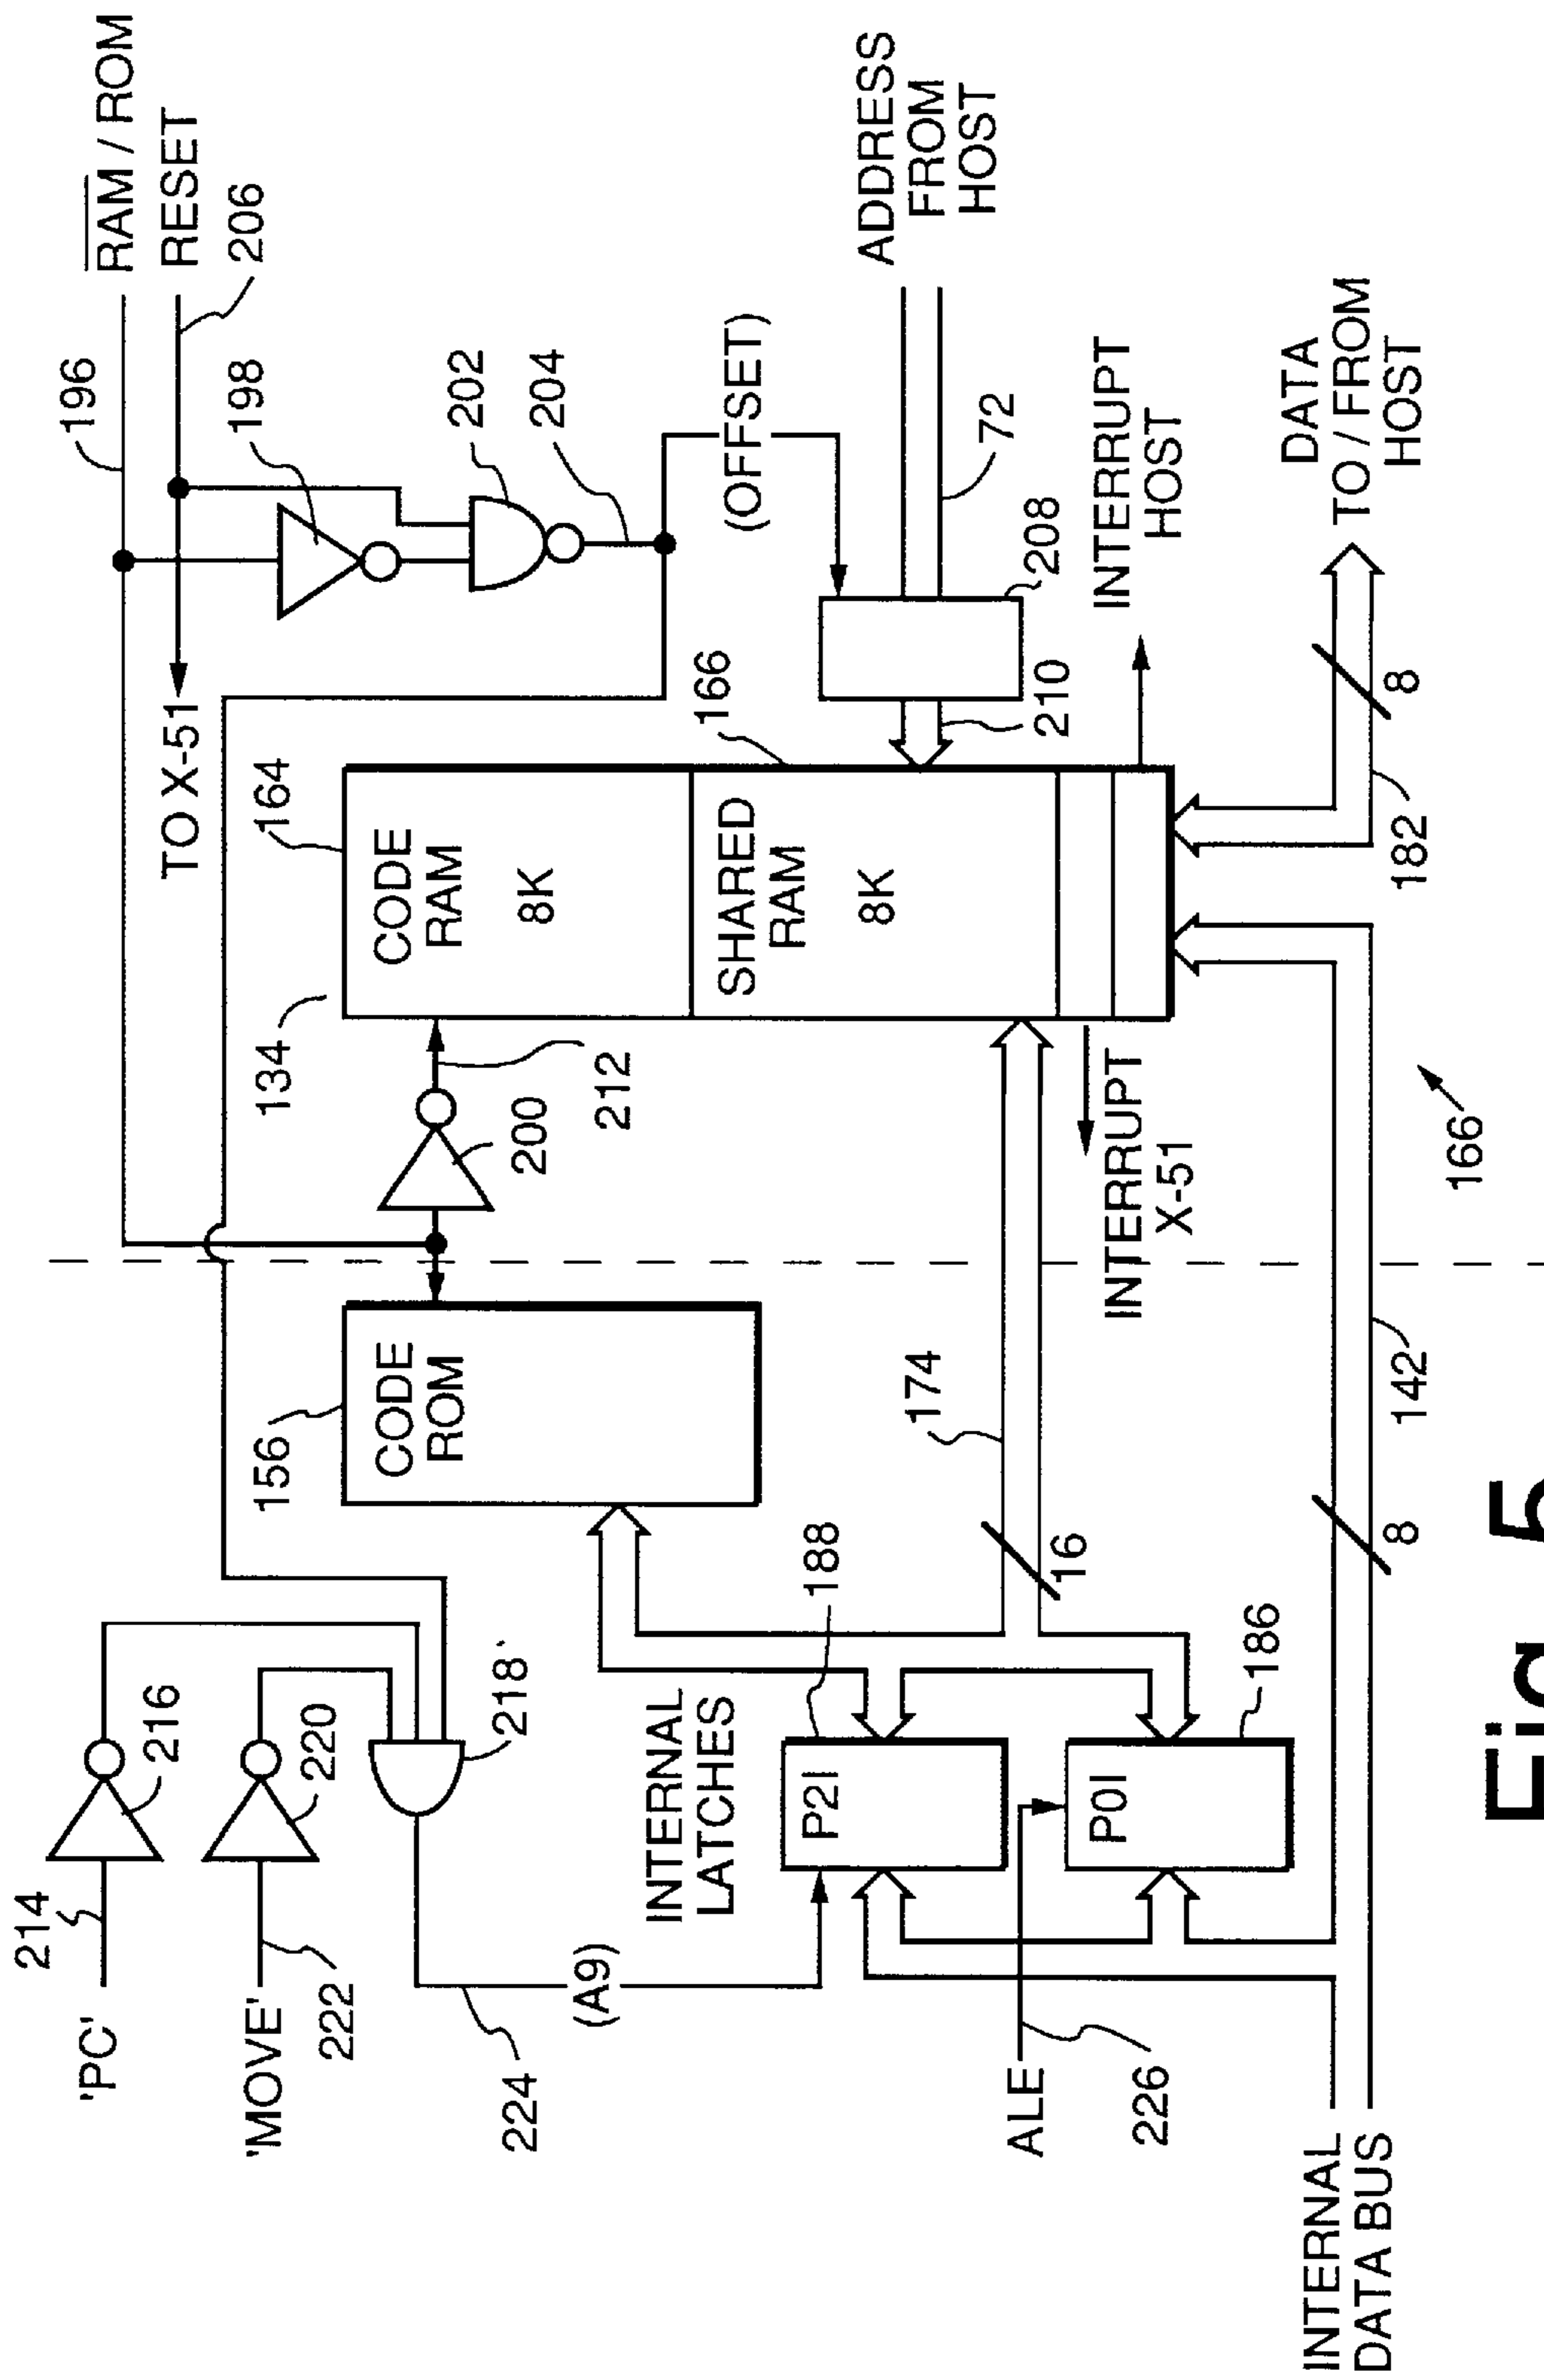 RAM / ROM
RESET
206
196
198
202
204
TO X-51
(OFFSET)
ADDRESS
FROM
HOST
72
208
210
166
164
134
CODE
RAM
8K
SHARED
RAM
8K
INTERRUPT
HOST
DATA
TO / FROM
HOST
8
182
212
200
INTERRUPT
X-51
166
156
CODE
ROM
174
16
142
8
'PC'
214
216
'MOVE'
222
220
218
224
(A9)
INTERNAL
LATCHES
188
P2I
186
P0I
ALE
226
INTERNAL
DATA BUS
Fig. 5